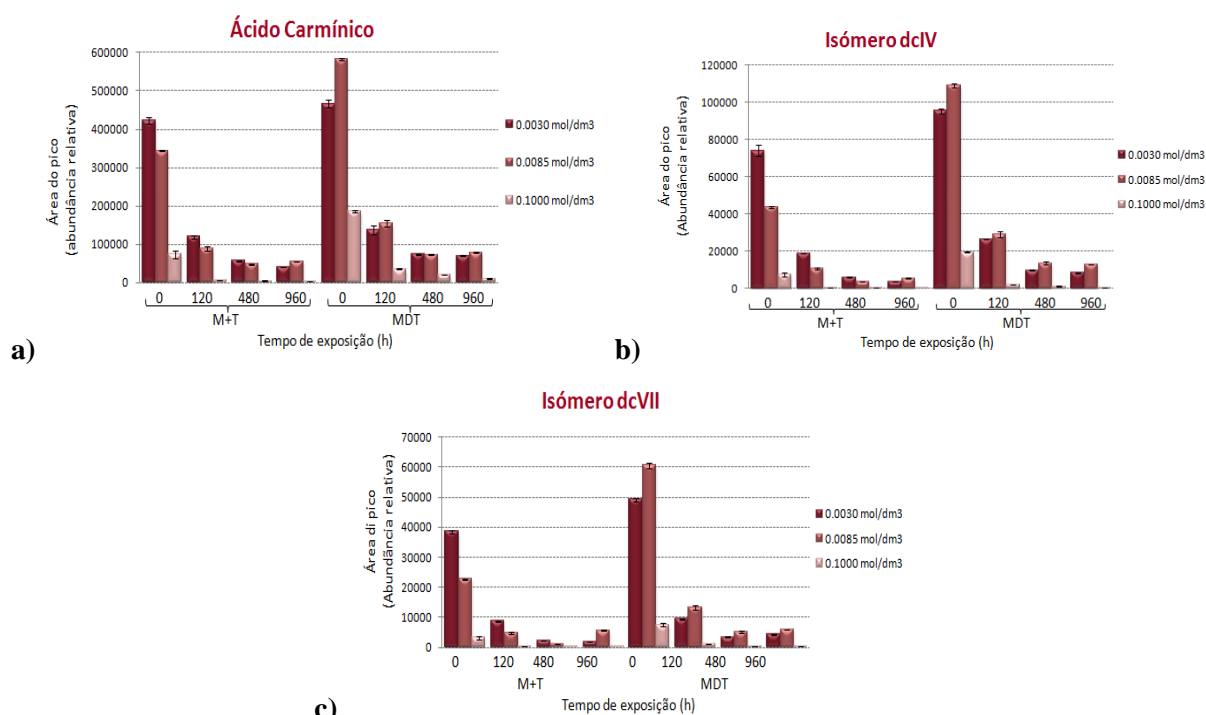 Ácido Carmínico
Área do pico
(abundância relativa)
600000
500000
400000
300000
200000
100000
0
0 120 480 960 0 120 480 960
M+T MDT
Tempo de exposição (h)
0.0030 mol/dm3
0.0085 mol/dm3
0.1000 mol/dm3
a)
Isómero dcIV
Área do pico
(Abundância relativa)
120000
100000
80000
60000
40000
20000
0
0 120 480 960 0 120 480 960
M+T MDT
Tempo de exposição (h)
0.0030 mol/dm3
0.0085 mol/dm3
0.1000 mol/dm3
b)
Isómero dcVII
Área di pico
(Abundância relativa)
70000
60000
50000
40000
30000
20000
10000
0
0 120 480 960 0 120 480 960
M+T MDT
Tempo de exposição (h)
0.0030 mol/dm3
0.0085 mol/dm3
0.1000 mol/dm3
c)